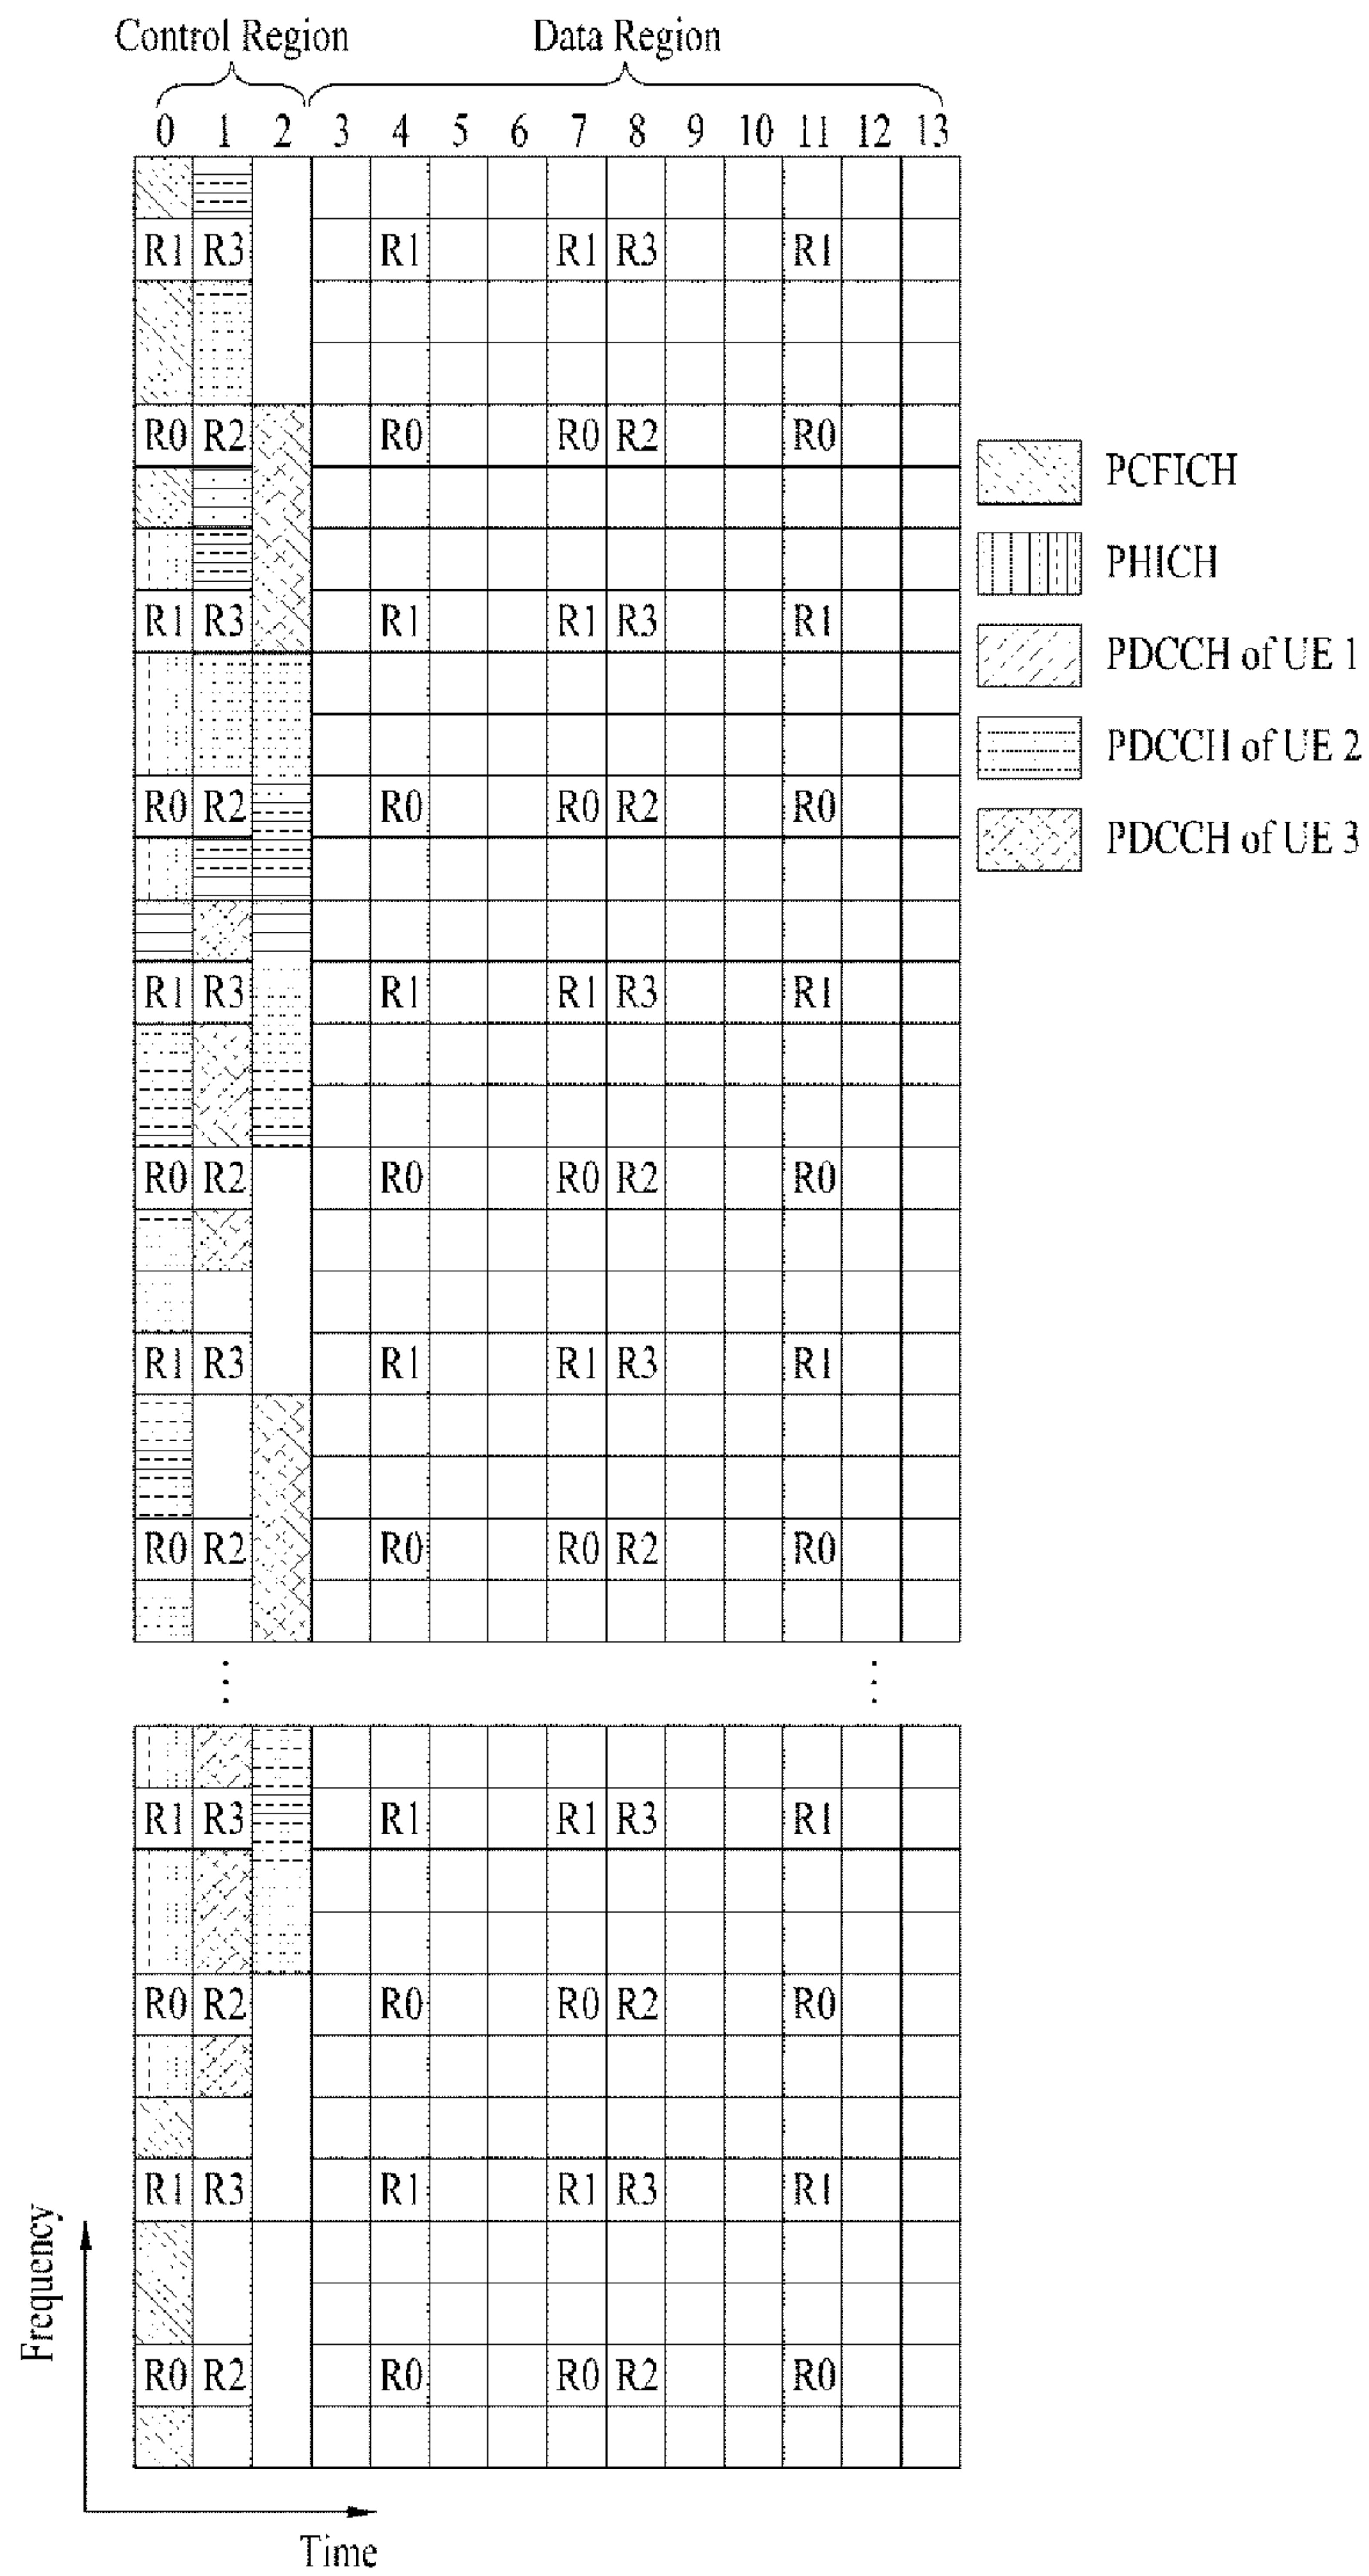 Control Region Data Region
0 1 2 3 4 5 6 7 8 9 10 11 12 13
R1 R3 R1 R1 R3 R1
R0 R2 R0 R0 R2 R0
PCFICH
PHICH
R1 R3 R1 R1 R3 R1
PDCCH of UE 1
PDCCH of UE 2
R0 R2 R0 R0 R2 R0
PDCCH of UE 3
R1 R3 R1 R1 R3 R1
R0 R2 R0 R0 R2 R0
R1 R3 R1 R1 R3 R1
R0 R2 R0 R0 R2 R0
R1 R3 R1 R1 R3 R1
R0 R2 R0 R0 R2 R0
R1 R3 R1 R1 R3 R1
R0 R2 R0 R0 R2 R0
Frequency
Time